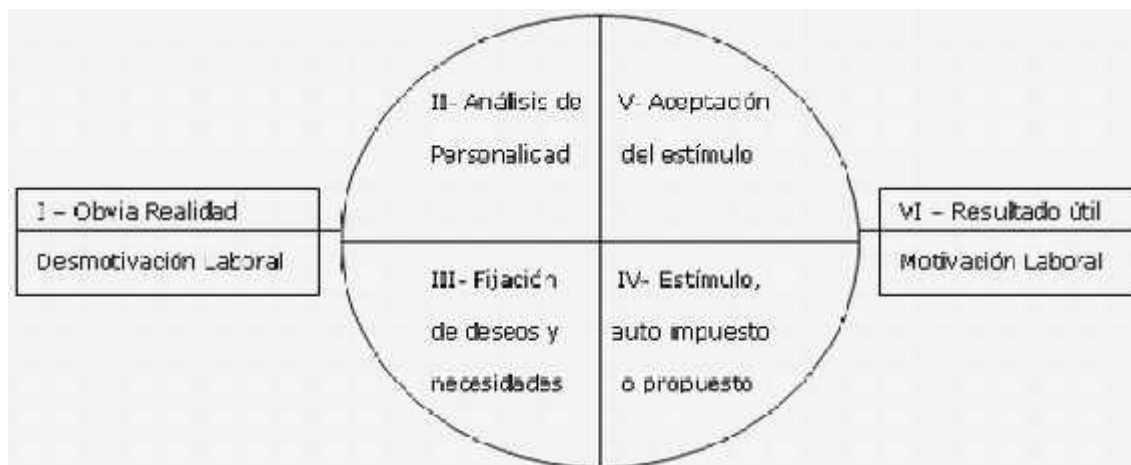 I – Obvia Realidad
Desmotivación Laboral
II- Análisis de
Personalicad
III- Fijación
de deseos y
necesidades
IV- Estímulo,
auto impuesto
o propuesto
V- Aceptación
del estímulo
VI – Resultado útil
Motivación Laboral